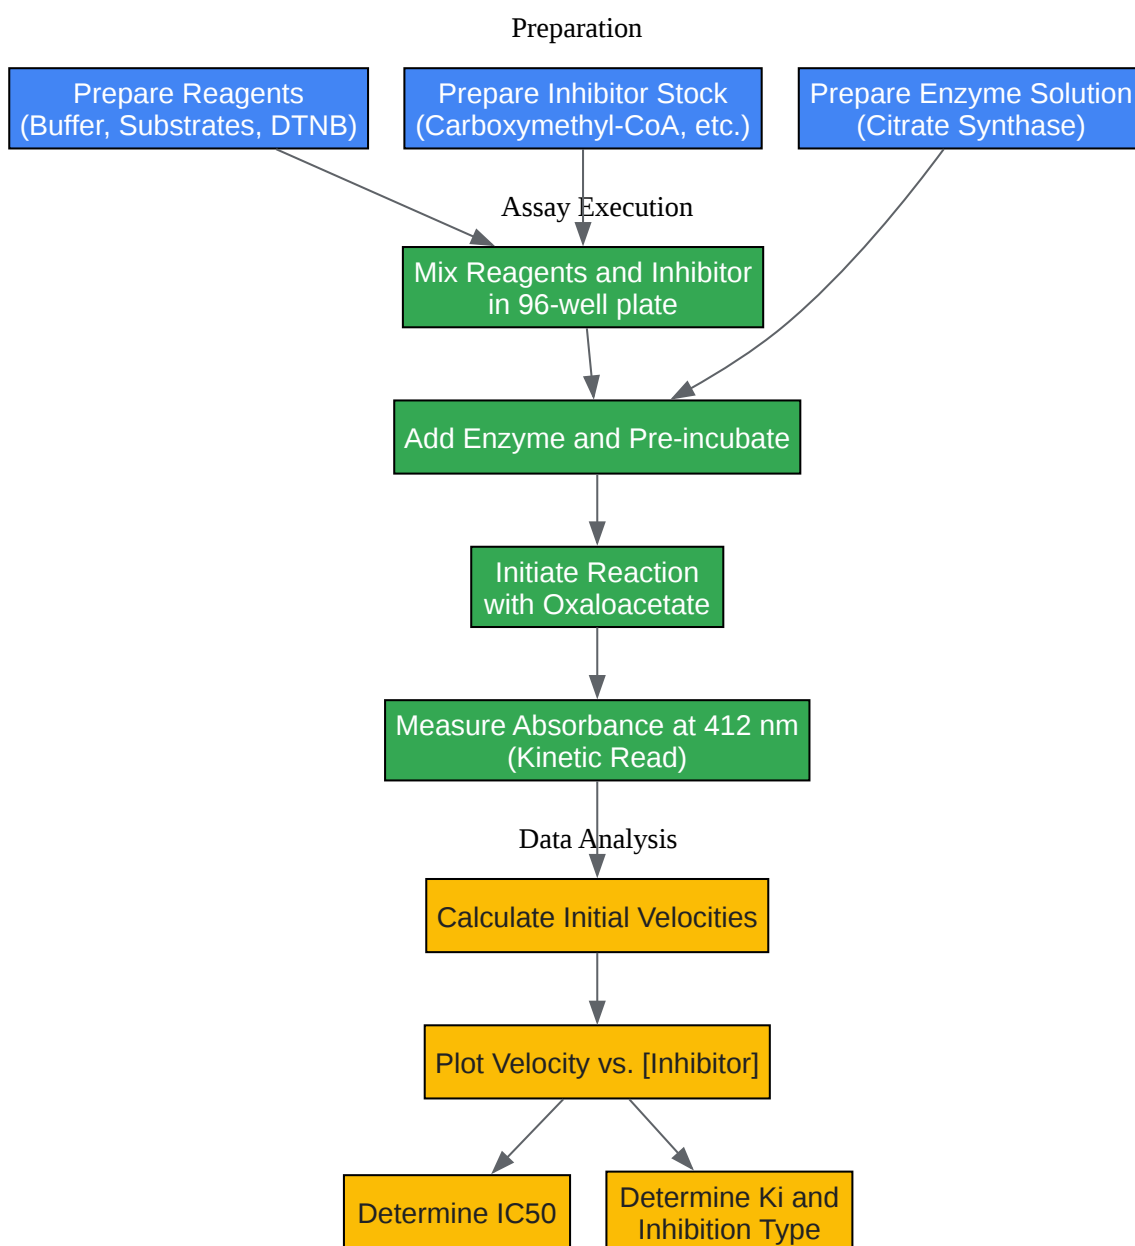 Preparation
Prepare Reagents
(Buffer, Substrates, DTNB)
Prepare Inhibitor Stock
(Carboxymethyl-CoA, etc.)
Prepare Enzyme Solution
(Citrate Synthase)
Assay Execution
Mix Reagents and Inhibitor
in 96-well plate
Add Enzyme and Pre-incubate
Initiate Reaction
with Oxaloacetate
Measure Absorbance at 412 nm
(Kinetic Read)
Data Analysis
Calculate Initial Velocities
Plot Velocity vs. [Inhibitor]
Determine IC50
Determine Ki and
Inhibition Type